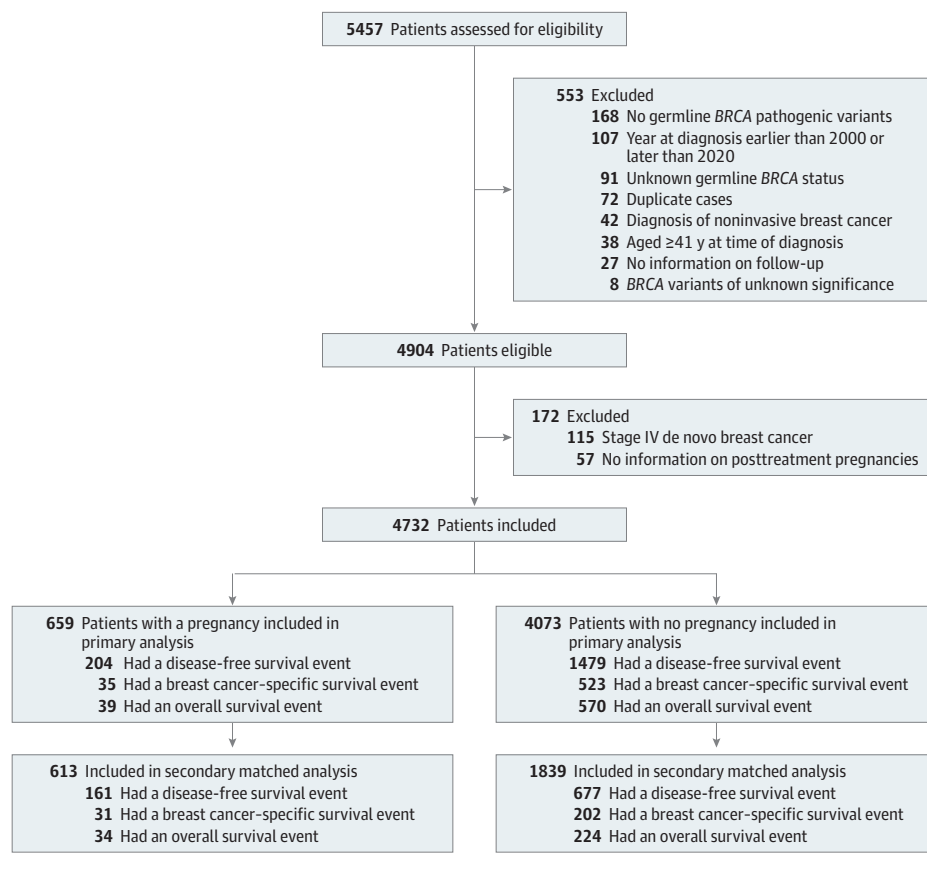 5457 Patients assessed for eligibility
553 Excluded
168 No germline BRCA pathogenic variants
107 Year at diagnosis earlier than 2000 or
later than 2020
91 Unknown germline BRCA status
72 Duplicate cases
42 Diagnosis of noninvasive breast cancer
38 Aged ≥41 y at time of diagnosis
27 No information on follow-up
8 BRCA variants of unknown significance
4904 Patients eligible
172 Excluded
115 Stage IV de novo breast cancer
57 No information on posttreatment pregnancies
4732 Patients included
659 Patients with a pregnancy included in
primary analysis
204 Had a disease-free survival event
35 Had a breast cancer-specific survival event
39 Had an overall survival event
4073 Patients with no pregnancy included in
primary analysis
1479 Had a disease-free survival event
523 Had a breast cancer-specific survival event
570 Had an overall survival event
613 Included in secondary matched analysis
161 Had a disease-free survival event
31 Had a breast cancer-specific survival event
34 Had an overall survival event
1839 Included in secondary matched analysis
677 Had a disease-free survival event
202 Had a breast cancer-specific survival event
224 Had an overall survival event